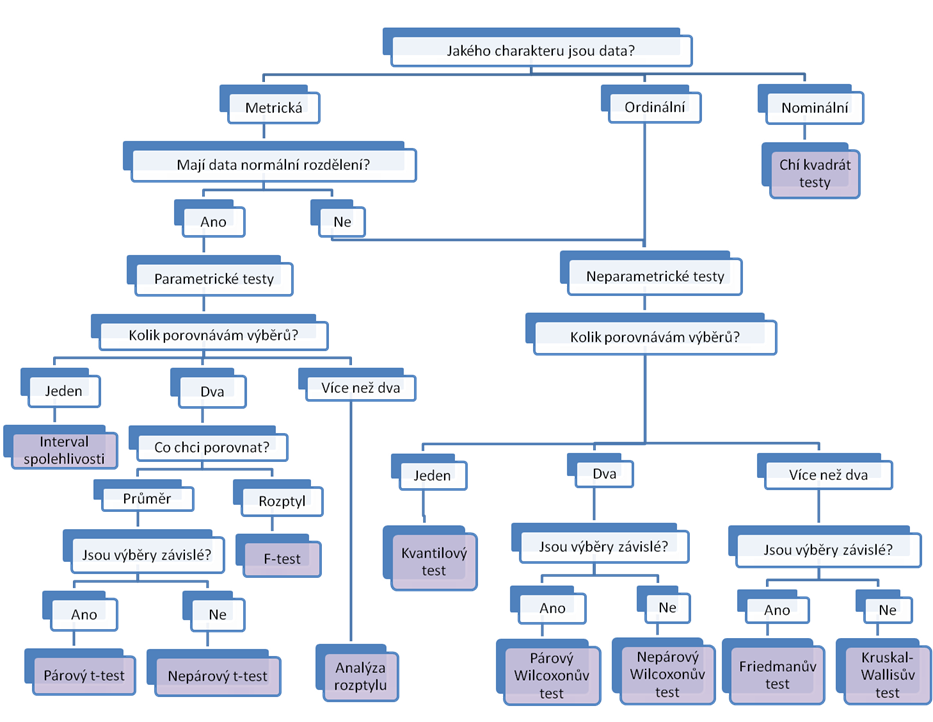 Jakého charakteru jsou data?
Metrická
Ordinální
Nominální
Mají data normální rozdělení?
Chí kvadrát
testy
Ano
Ne
Parametrické testy
Neparametrické testy
Kolik porovnávám výběrů?
Kolik porovnávám výběrů?
Jeden
Dva
Více než dva
Interval
spolehlivosti
Co chci porovnat?
Jeden
Dva
Více než dva
Průměr
Rozptyl
Kvantilový
test
Jsou výběry závislé?
F-test
Jsou výběry závislé?
Jsou výběry závislé?
Ano
Ne
Ano
Ne
Ano
Ne
Párový t-test
Nepárový t-test
Analýza
rozptylu
Párový
Wilcoxonův
test
Nepárový
Wilcoxonův
test
Friedmanův
test
Kruskal-
Wallisův
test